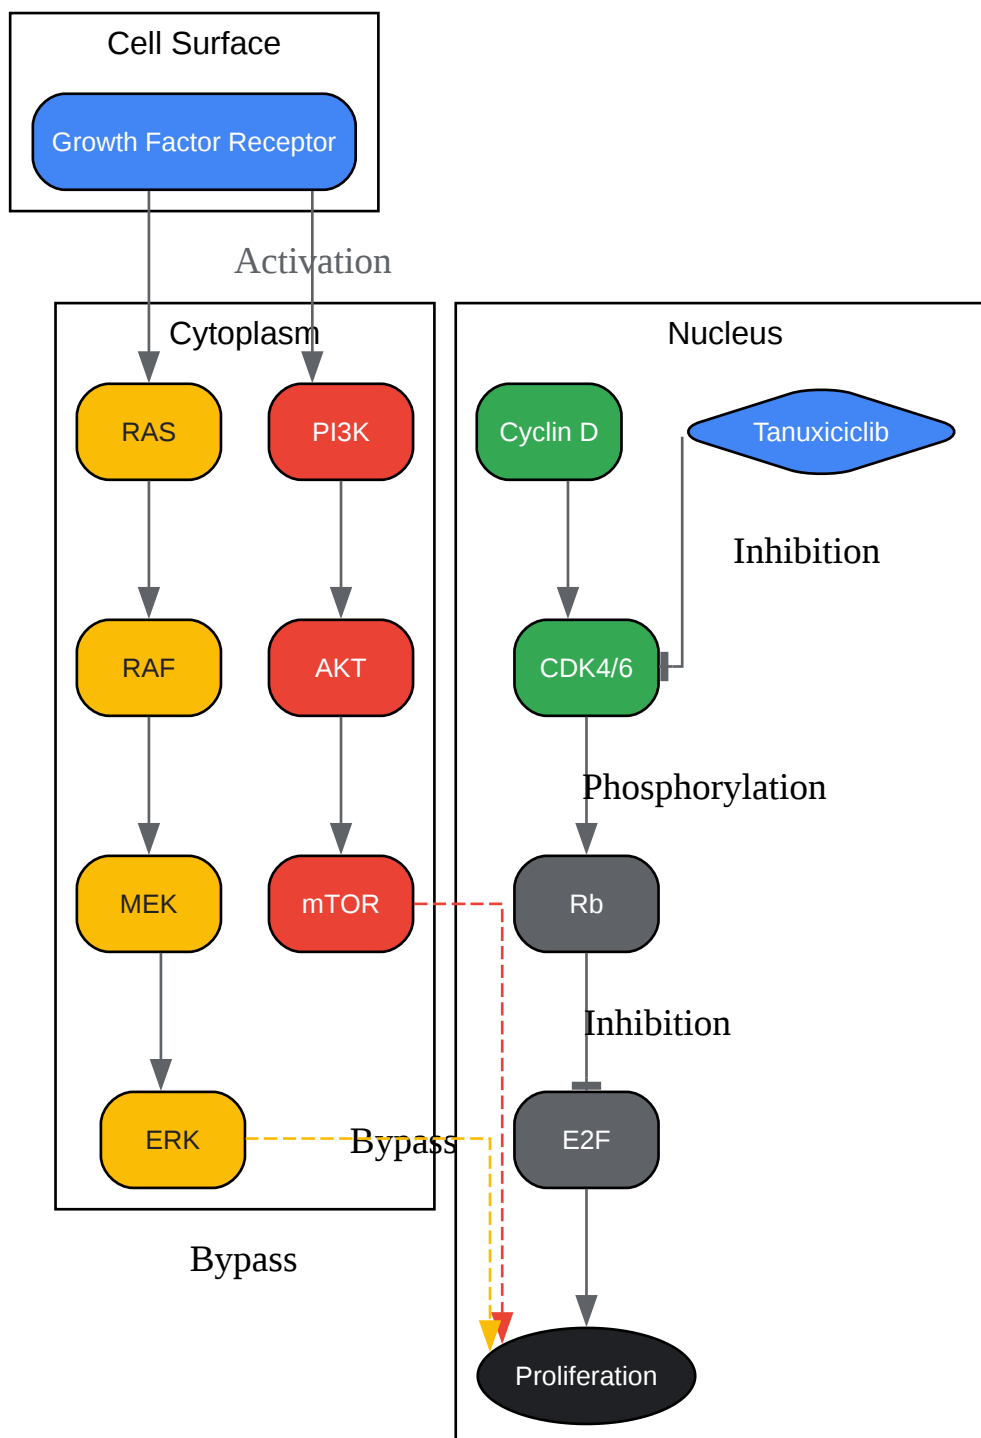 Cell Surface
Growth Factor Receptor
Activation
Cytoplasm
Nucleus
RAS
PI3K
Cyclin D
Tanuxiciclib
Inhibition
RAF
AKT
CDK4/6
Phosphorylation
MEK
mTOR
Rb
Inhibition
ERK
Bypass
E2F
Bypass
Proliferation